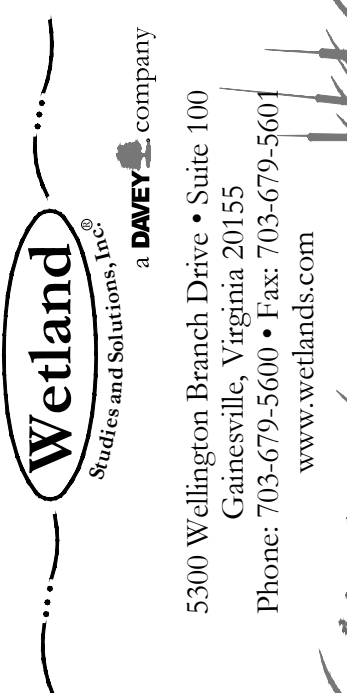 Wetland
Studies and Solutions, Inc.®
a DAVEY company
5300 Wellington Branch Drive • Suite 100
Gainesville, Virginia 20155
Phone: 703-679-5600 • Fax: 703-679-5601
www.wetlands.com